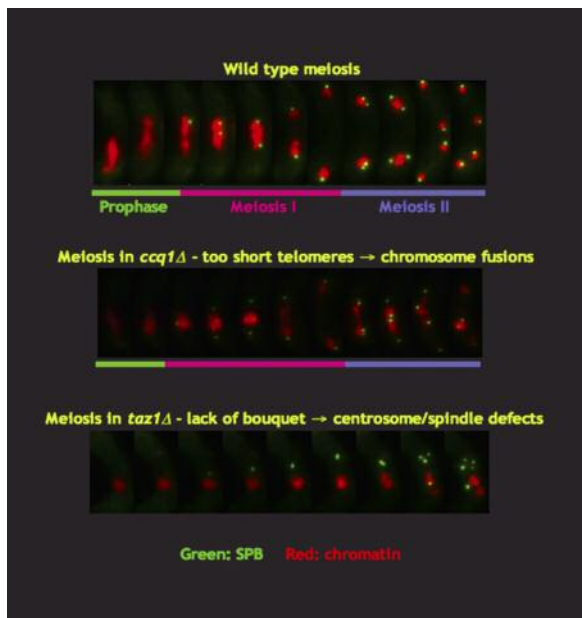 Wild type meiosis
Prophase Meiosis I Meiosis II
Meiosis in ccq1Δ - too short telomeres → chromosome fusions
Meiosis in taz1Δ - lack of bouquet → centrosome/spindle defects
Green: SPB Red: chromatin